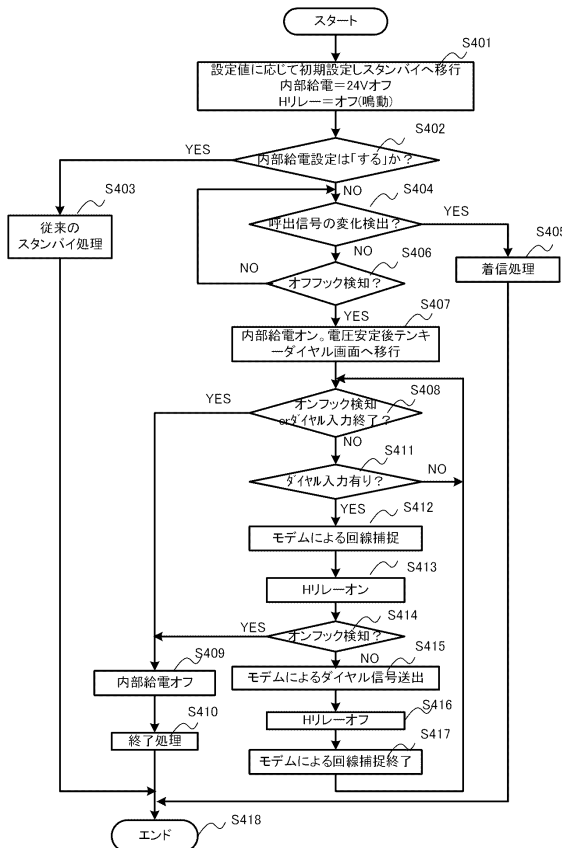 スタート
S401
設定値に応じて初期設定しスタンバイへ移行
内部給電=24Vオフ
Hリレー=オフ(鳴動)
S402
YES
内部給電設定は「する」か?
NO
S403
従来の
スタンバイ処理
S404
呼出信号の変化検出?
YES
S405
着信処理
NO
S406
オフフック検知?
NO
YES
S407
内部給電オン。電圧安定後テンキ
ーダイヤル画面へ移行
S408
YES
オンフック検知
orダイヤル入力終了?
NO
S411
ダイヤル入力有り?
NO
YES
S412
モデムによる回線捕捉
S413
Hリレーオン
S414
YES
オンフック検知?
NO
S415
モデムによるダイヤル信号送出
S409
内部給電オフ
S416
Hリレーオフ
S410
終了処理
S417
モデムによる回線捕捉終了
エンド
S418